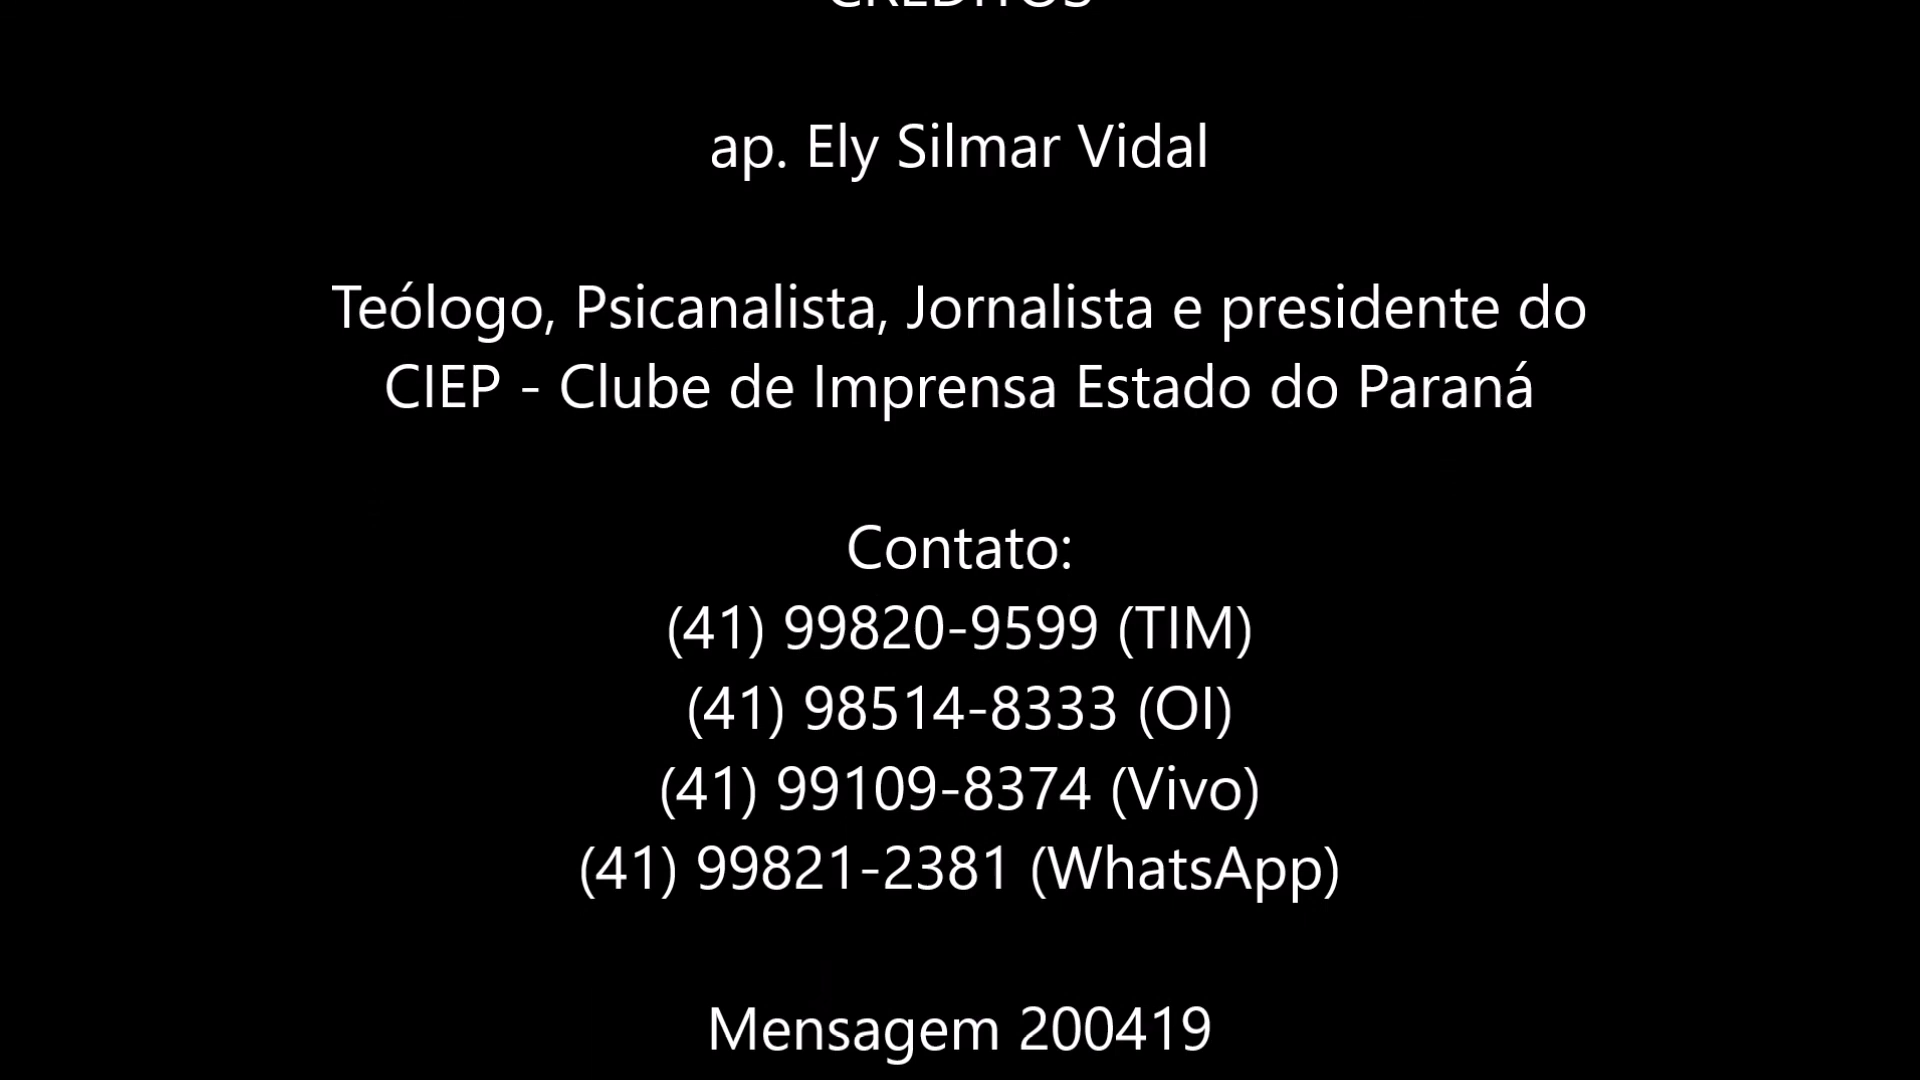 CRÉDITOS
ap. Ely Silmar Vidal
Teólogo, Psicanalista, Jornalista e presidente do
CIEP - Clube de Imprensa Estado do Paraná
Contato:
(41) 99820-9599 (TIM)
(41) 98514-8333 (OI)
(41) 99109-8374 (Vivo)
(41) 99821-2381 (WhatsApp)
Mensagem 200419